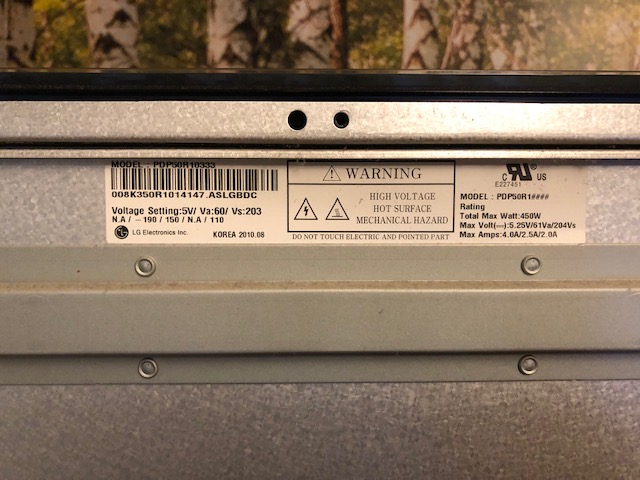 MODEL : PDP50R10333
008K350R1014147.ASLGBDC
Voltage Setting:5V/ Va:60/ Vs:203
N.A/ -190 / 150 / N.A / 110
LG Electronics Inc.
KOREA 2010.08
WARNING
HIGH VOLTAGE
HOT SURFACE
MECHANICAL HAZARD
DO NOT TOUCH ELECTRIC AND POINTED PART
C RU US
E227451
MODEL: PDP50R1####
Rating
Total Max Watt:450W
Max Volt(⎓):5.25V/61Va/204Vs
Max Amps:4.0A/2.5A/2.0A